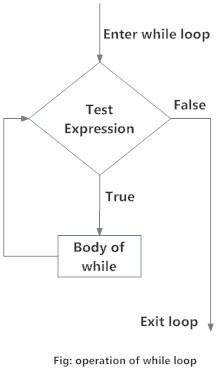 Enter while loop
Test
Expression
False
True
Body of
while
Exit loop
Fig: operation of while loop